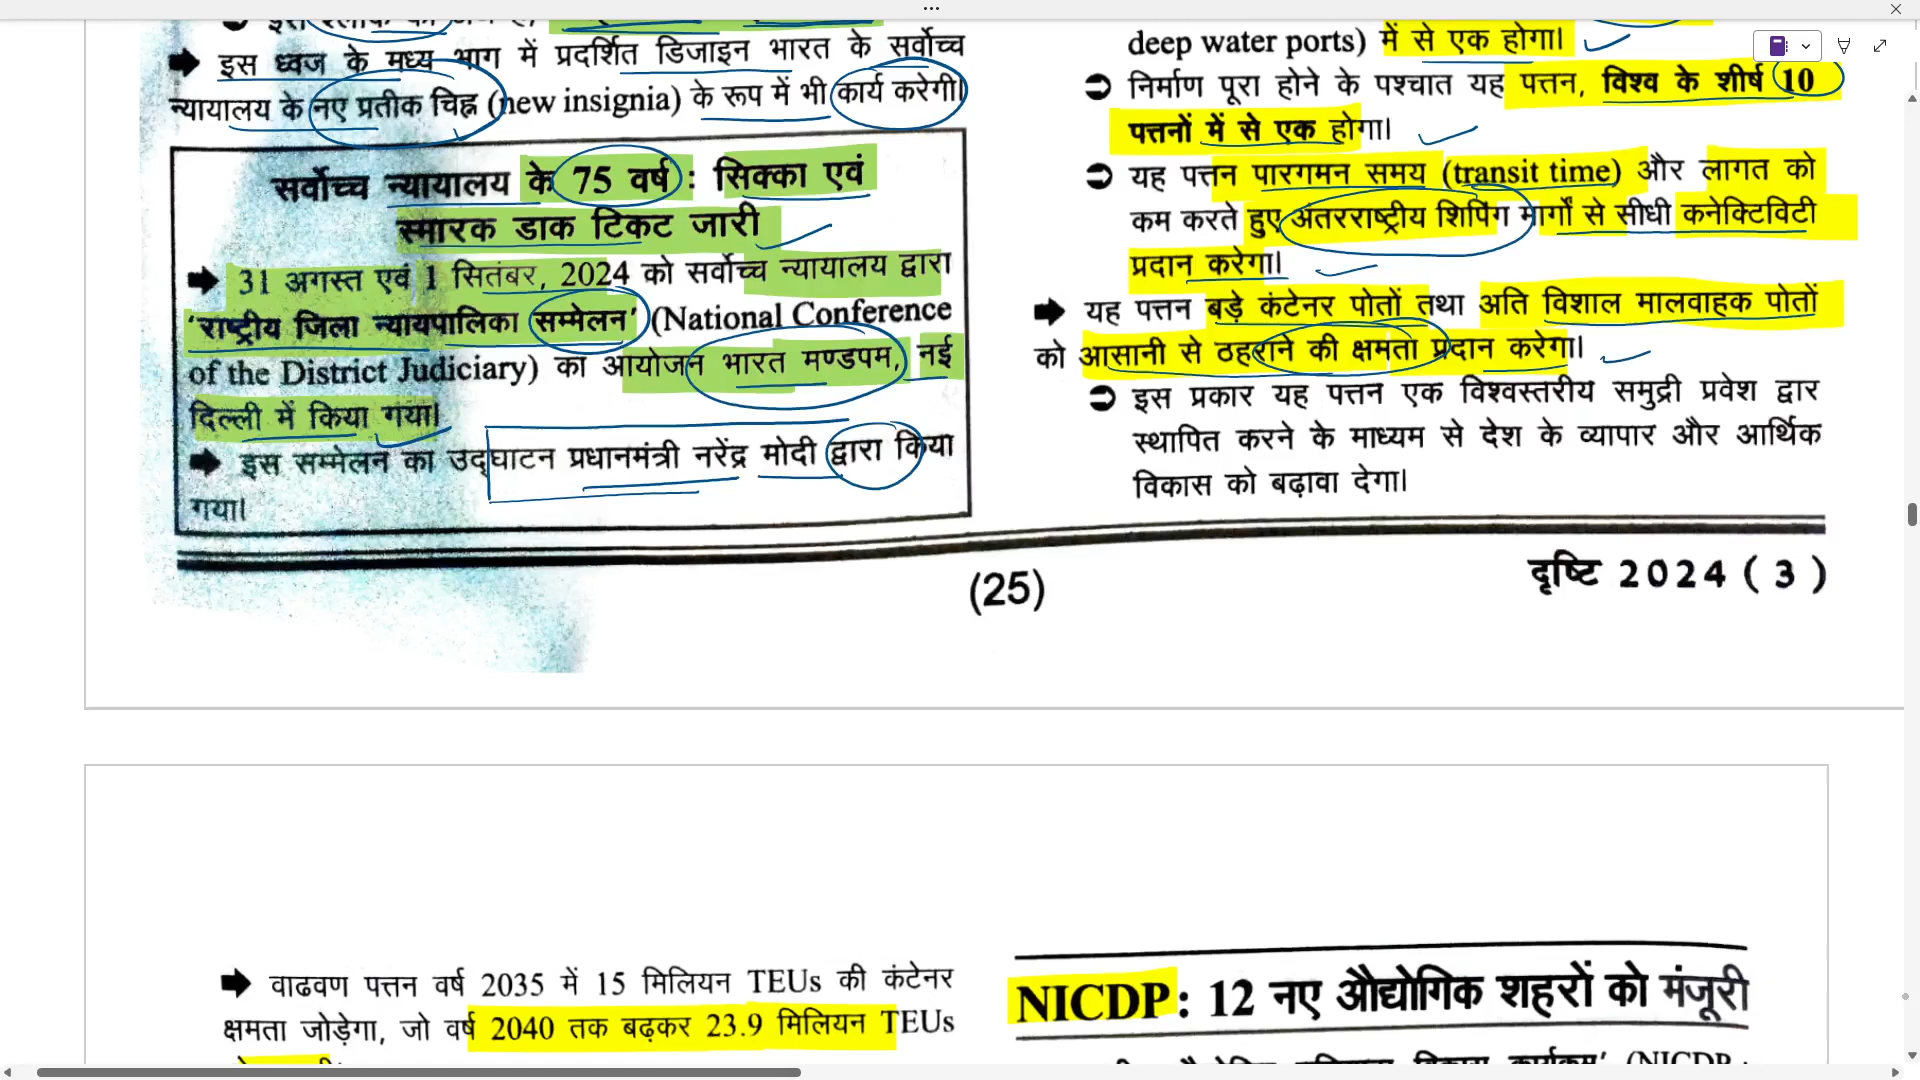 इस ध्वज के मध्य भाग में प्रदर्शित डिजाइन भारत के सर्वोच्च
न्यायालय के नए प्रतीक चिह्न (new insignia) के रूप में भी कार्य करेगी।
सर्वोच्च न्यायालय के 75 वर्ष : सिक्का एवं
स्मारक डाक टिकट जारी
31 अगस्त एवं 1 सितंबर, 2024 को सर्वोच्च न्यायालय द्वारा
'राष्ट्रीय जिला न्यायपालिका सम्मेलन' (National Conference
of the District Judiciary) का आयोजन भारत मण्डपम, नई
दिल्ली में किया गया।
इस सम्मेलन का उद्घाटन प्रधानमंत्री नरेंद्र मोदी द्वारा किया
गया।
deep water ports) में से एक होगा।
निर्माण पूरा होने के पश्चात यह पत्तन, विश्व के शीर्ष 10
पत्तनों में से एक होगा।
यह पत्तन पारगमन समय (transit time) और लागत को
कम करते हुए अंतरराष्ट्रीय शिपिंग मार्गों से सीधी कनेक्टिविटी
प्रदान करेगा।
यह पत्तन बड़े कंटेनर पोतों तथा अति विशाल मालवाहक पोतों
को आसानी से ठहराने की क्षमता प्रदान करेगा।
इस प्रकार यह पत्तन एक विश्वस्तरीय समुद्री प्रवेश द्वार
स्थापित करने के माध्यम से देश के व्यापार और आर्थिक
विकास को बढ़ावा देगा।
(25)
दृष्टि 2024 ( 3 )
वाढवण पत्तन वर्ष 2035 में 15 मिलियन TEUs की कंटेनर
क्षमता जोड़ेगा, जो वर्ष 2040 तक बढ़कर 23.9 मिलियन TEUs
NICDP : 12 नए औद्योगिक शहरों को मंजूरी